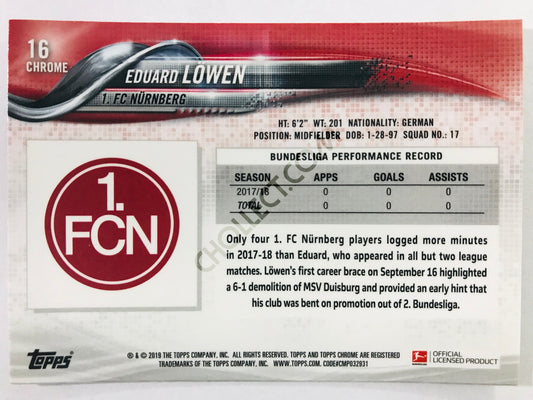 16
CHROME
EDUARD LÖWEN
1. FC NÜRNBERG
HT: 6'2" WT: 201 NATIONALITY: GERMAN
POSITION: MIDFIELDER DOB: 1-28-97 SQUAD NO.: 17
BUNDESLIGA PERFORMANCE RECORD
SEASON APPS GOALS ASSISTS
2017/18 0 0 0
TOTAL 0 0 0
1.
FCN
Only four 1. FC Nürnberg players logged more minutes
in 2017-18 than Eduard, who appeared in all but two league
matches. Löwen's first career brace on September 16 highlighted
a 6-1 demolition of MSV Duisburg and provided an early hint that
his club was bent on promotion out of 2. Bundesliga.
CHOLLECT.COM
topps
® & © 2019 THE TOPPS COMPANY, INC. ALL RIGHTS RESERVED. TOPPS AND TOPPS CHROME ARE REGISTERED
TRADEMARKS OF THE TOPPS COMPANY, INC. WWW.TOPPS.COM. CODE#CMP032931
BUNDESLIGA
OFFICIAL
LICENSED PRODUCT